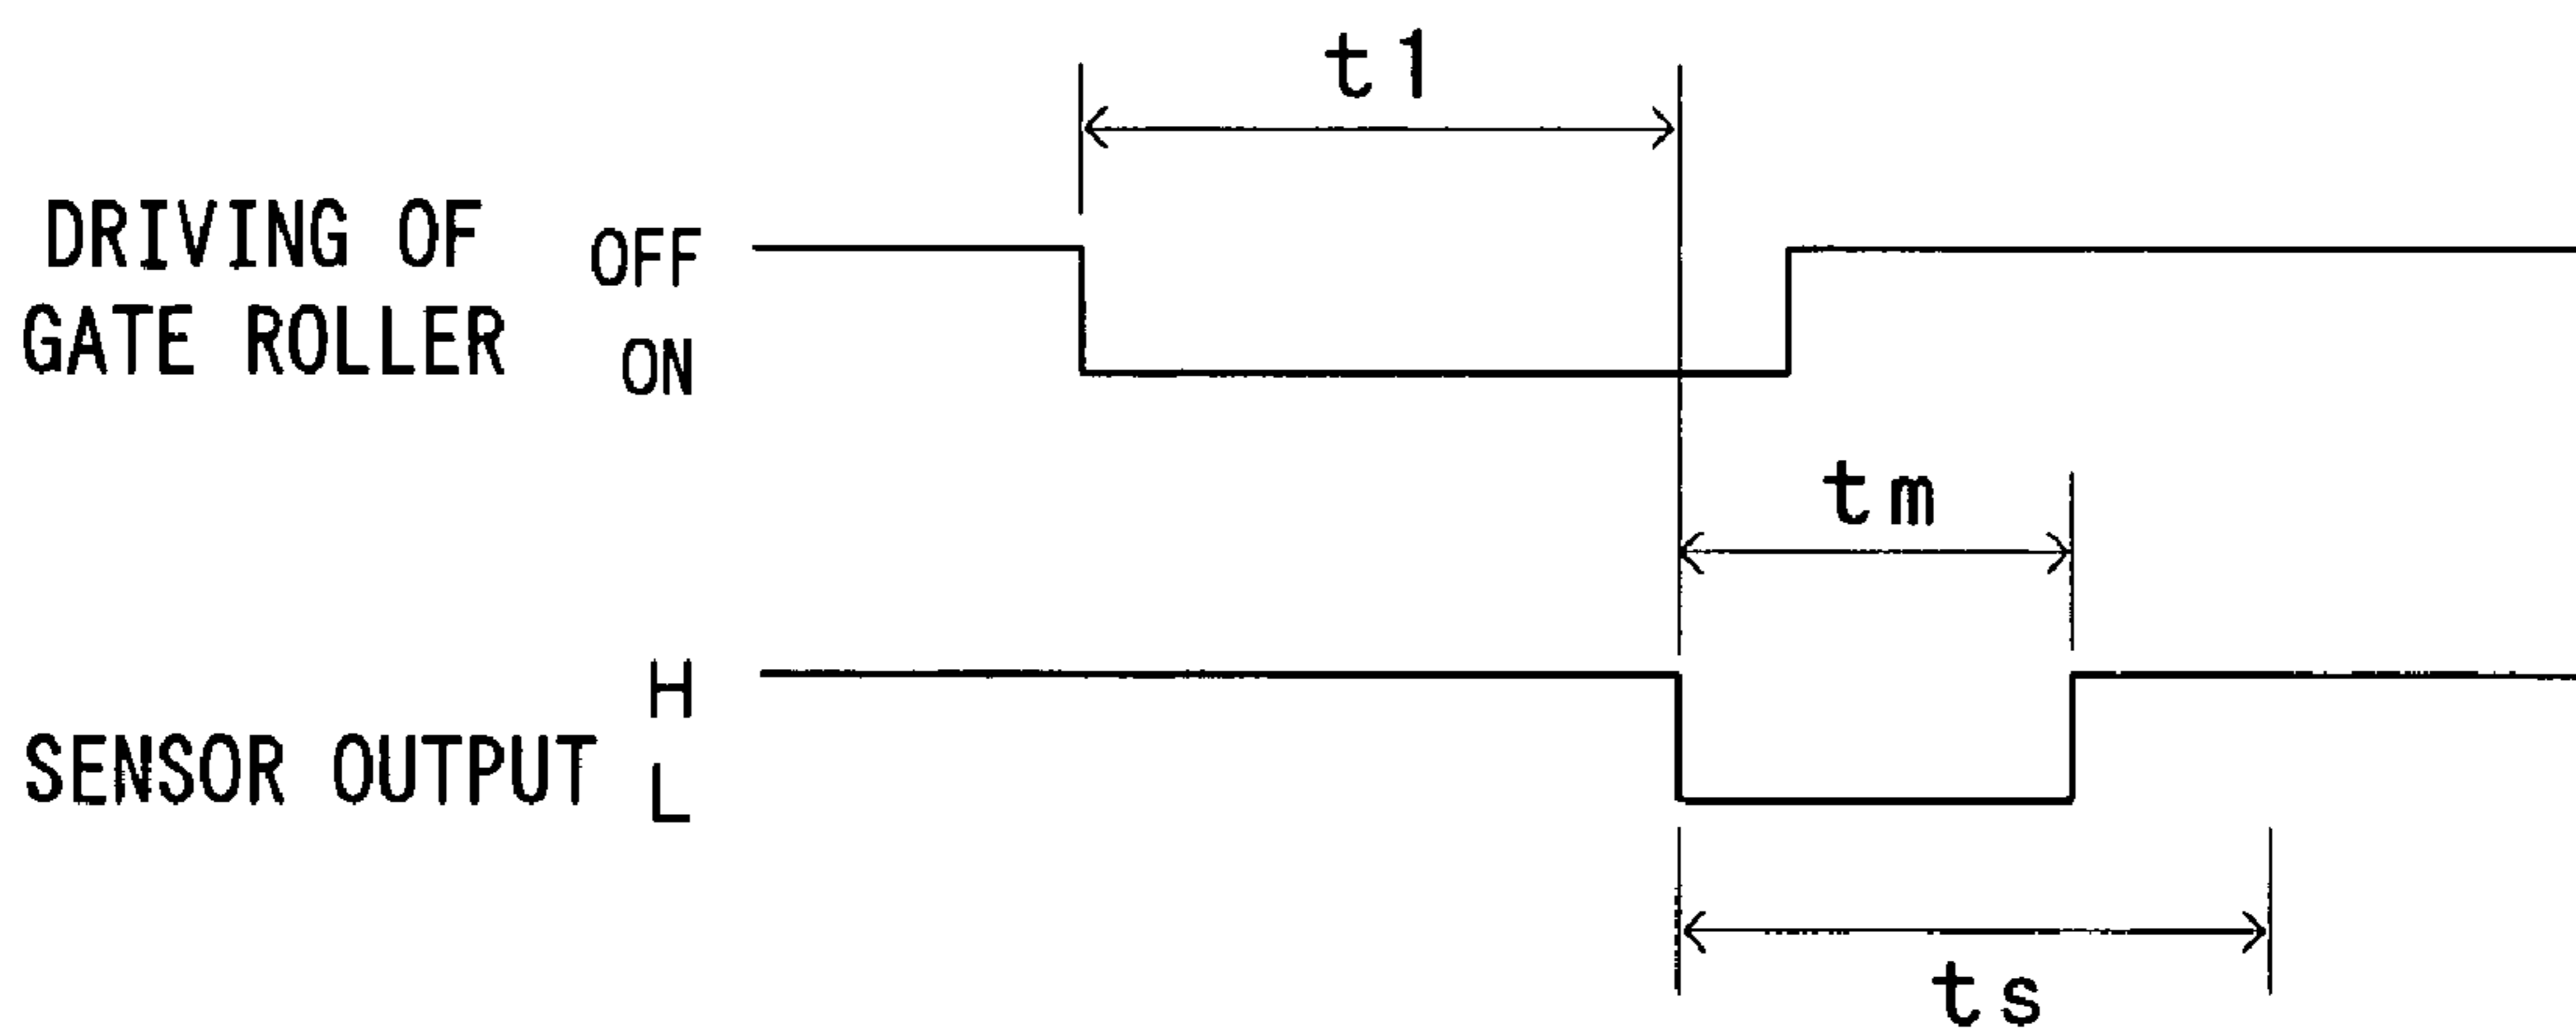 t1
DRIVING OF
GATE ROLLER
OFF
ON
tm
H
L
SENSOR OUTPUT
ts